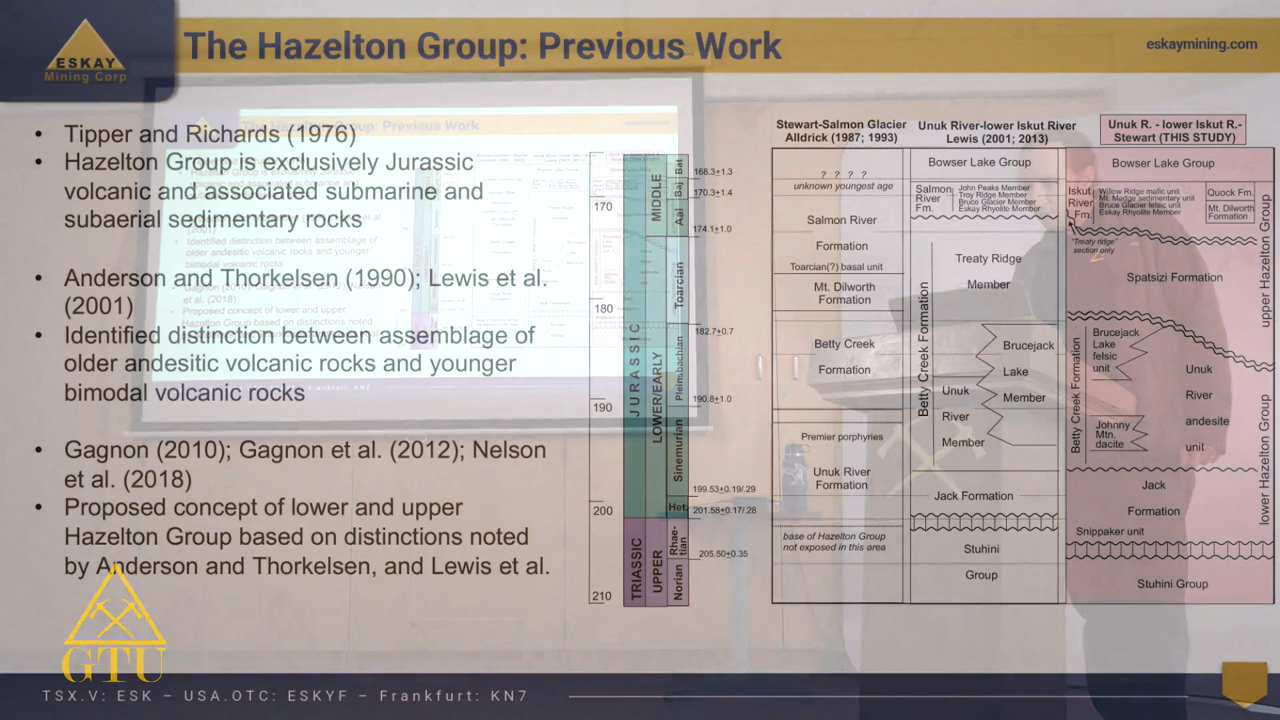 ESKAY
Mining Corp
The Hazelton Group: Previous Work
eskaymining.com
• Tipper and Richards (1976)
• Hazelton Group is exclusively Jurassic
volcanic and associated submarine and
subaerial sedimentary rocks
• Anderson and Thorkelsen (1990); Lewis et al.
(2001)
• Identified distinction between assemblage of
older andesitic volcanic rocks and younger
bimodal volcanic rocks
• Gagnon (2010); Gagnon et al. (2012); Nelson
et al. (2018)
• Proposed concept of lower and upper
Hazelton Group based on distinctions noted
by Anderson and Thorkelsen, and Lewis et al.
170
180
190
200
210
JURASSIC
TRIASSIC
MIDDLE
LOWER/EARLY
UPPER
Bat
Baj
Aal
Toarcian
Pleinsbachian
Sinemurian
Het.
Rhae-
tian
Norian
168.3±1.3
170.3±1.4
174.1±1.0
182.7±0.7
190.8±1.0
199.53±0.19/.29
201.58±0.17/.28
205.50±0.35
Stewart-Salmon Glacier
Alldrick (1987; 1993)
? ? ? ?
unknown youngest age
Salmon River
Formation
Toarcian(?) basal unit
Mt. Dilworth
Formation
Betty Creek
Formation
Premier porphyries
Unuk River
Formation
base of Hazelton Group
not exposed in this area
Unuk River-lower Iskut River
Lewis (2001; 2013)
Bowser Lake Group
Salmon
River
Fm.
John Peaks Member
Troy Ridge Member
Bruce Glacier Member
Eskay Rhyolite Member
Treaty Ridge
Member
Betty Creek Formation
Brucejack
Lake
Member
Unuk
River
Member
Jack Formation
Stuhini
Group
Unuk R. - lower Iskut R.-
Stewart (THIS STUDY)
Bowser Lake Group
Iskut
River
Fm.
Willow Ridge mafic unit
Mt. Madge sedimentary unit
Bruce Glacier felsic unit
Eskay Rhyolite Member
Quock Fm.
Mt. Dilworth
Formation
"Treaty ridge"
section only
Spatsizi Formation
upper Hazelton Group
Betty Creek Formation
Brucejack
Lake
felsic
unit
Unuk
River
andesite
unit
Johnny
Mtn.
dacite
Jack
Formation
Snippaker unit
lower Hazelton Group
Stuhini Group
GTU
TSX.V: ESK – USA.OTC: ESKYF – Frankfurt: KN7